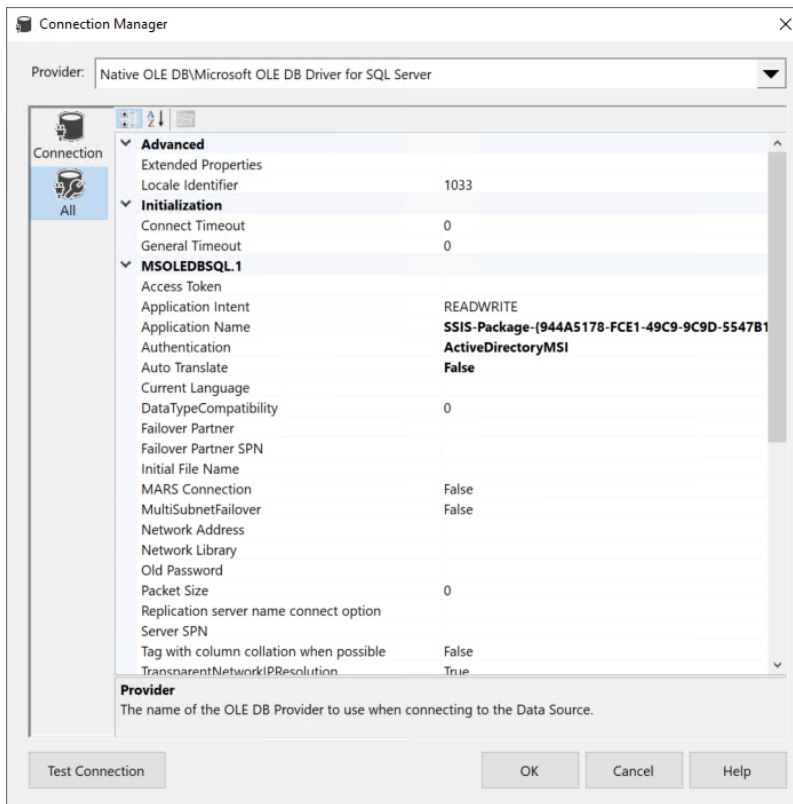 Connection Manager
Provider: Native OLE DB\Microsoft OLE DB Driver for SQL Server
Connection
All
Advanced
Extended Properties
Locale Identifier 1033
Initialization
Connect Timeout 0
General Timeout 0
MSOLEDBSQL.1
Access Token
Application Intent READWRITE
Application Name SSIS-Package-{944A5178-FCE1-49C9-9C9D-5547B1
Authentication ActiveDirectoryMSI
Auto Translate False
Current Language
DataTypeCompatibility 0
Failover Partner
Failover Partner SPN
Initial File Name
MARS Connection False
MultiSubnetFailover False
Network Address
Network Library
Old Password
Packet Size 0
Replication server name connect option
Server SPN
Tag with column collation when possible False
TransparentNetworkIPResolution True
Provider
The name of the OLE DB Provider to use when connecting to the Data Source.
Test Connection OK Cancel Help